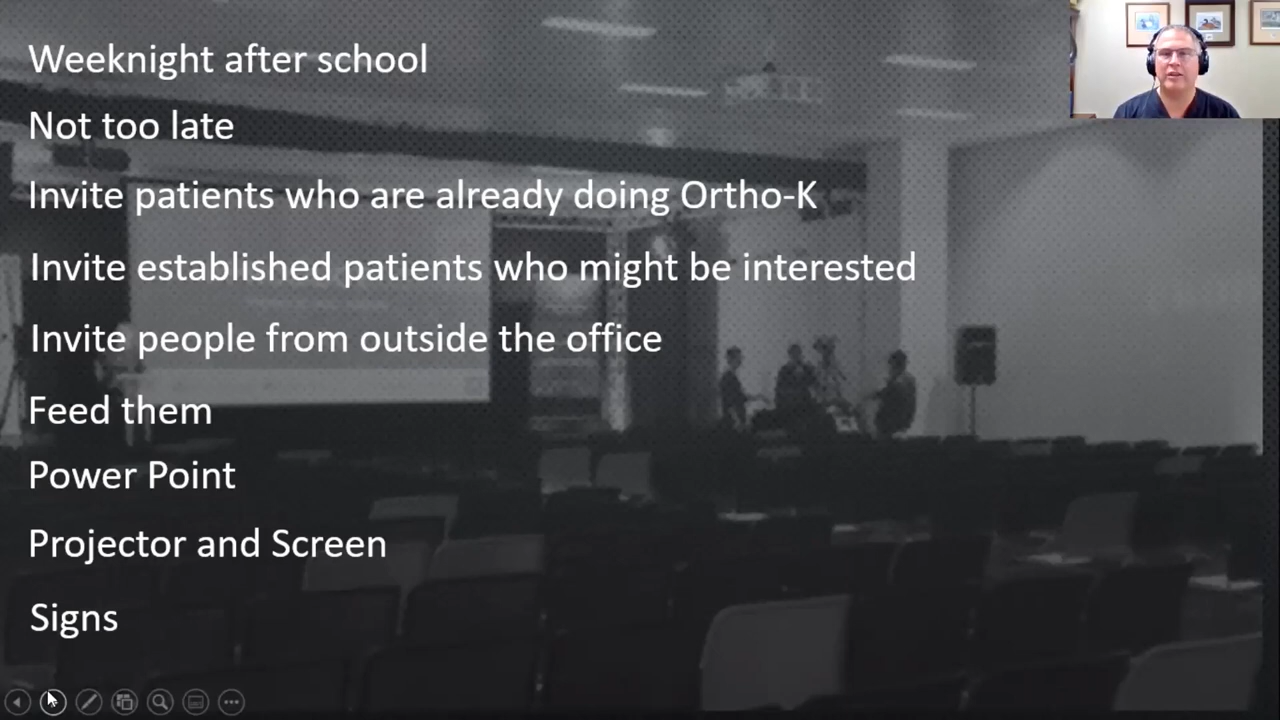 Weeknight after school
Not too late
Invite patients who are already doing Ortho-K
Invite established patients who might be interested
Invite people from outside the office
Feed them
Power Point
Projector and Screen
Signs